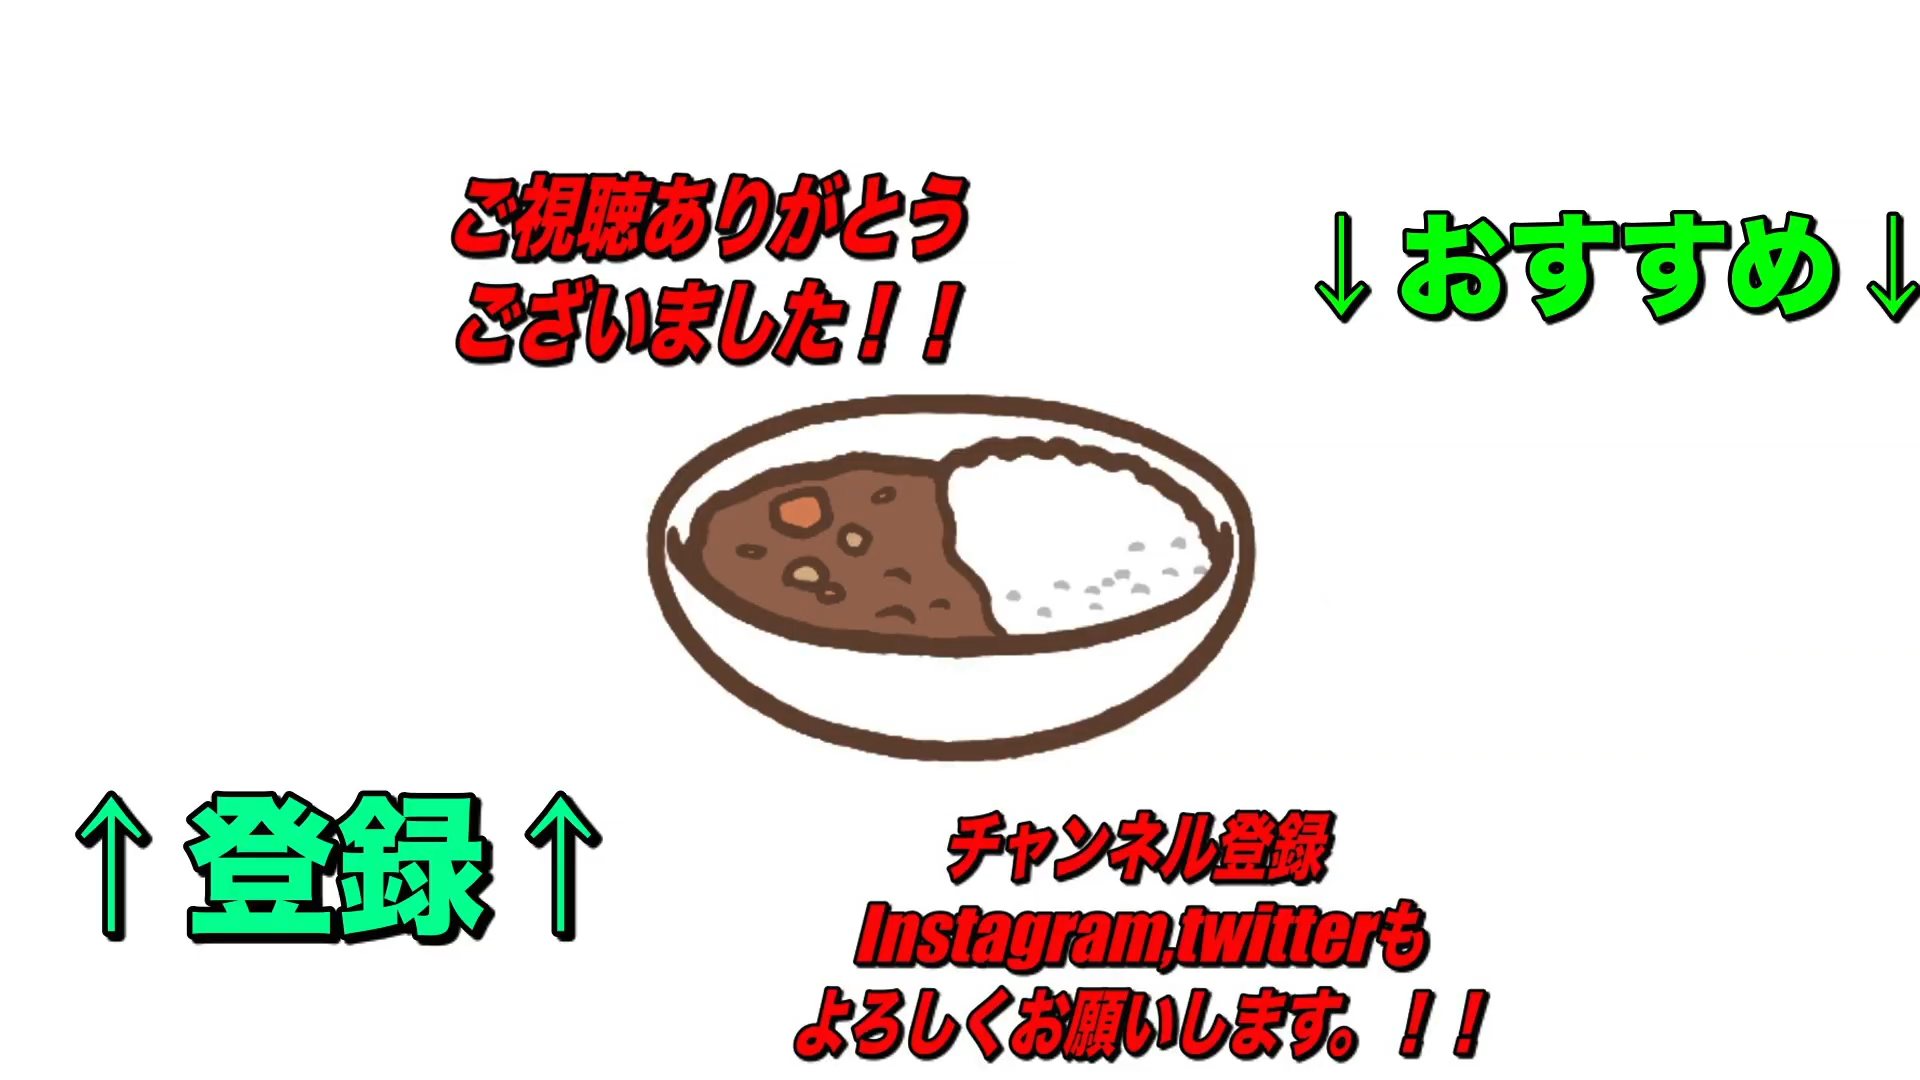 ご視聴ありがとう
ございました！！
↓おすすめ↓
↑登録↑
チャンネル登録
Instagram,twitterも
よろしくお願いします。！！